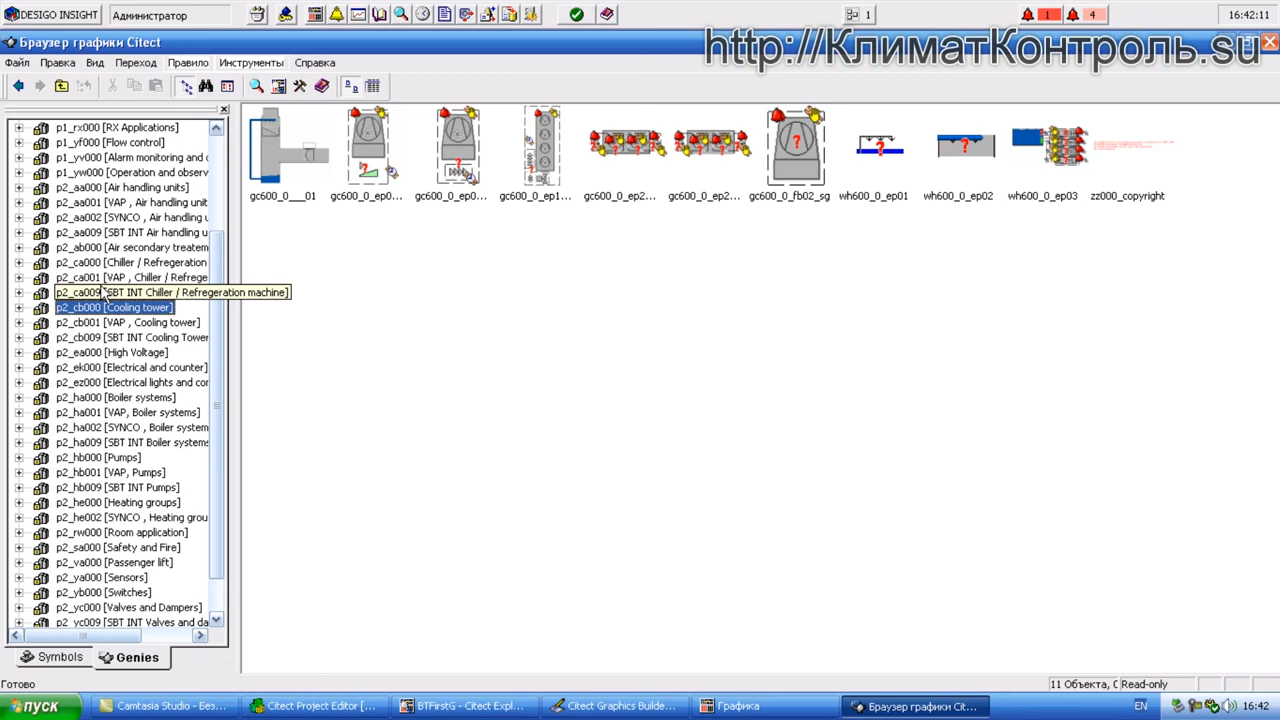 DESIGO INSIGHT
Администратор
1
1
4
16:42:11
Браузер графики Citect
http://КлиматКонтроль.su
Файл
Правка
Вид
Переход
Правило
Инструменты
Справка
p1_rx000 [RX Applications]
p1_yf000 [Flow control]
p1_yv000 [Alarm monitoring and c
p1_yw000 [Operation and observ
p2_aa000 [Air handling units]
p2_aa001 [VAP , Air handling unit
p2_aa002 [SYNCO , Air handling u
p2_aa009 [SBT INT Air handling u
p2_ab000 [Air secondary treatem
p2_ca000 [Chiller / Refregeration
p2_ca001 [VAP , Chiller / Refrege
p2_ca009 [SBT INT Chiller / Refregeration machine]
p2_cb000 [Cooling tower]
p2_cb001 [VAP , Cooling tower]
p2_cb009 [SBT INT Cooling Tower
p2_ea000 [High Voltage]
p2_ek000 [Electrical and counter]
p2_ez000 [Electrical lights and cor
p2_ha000 [Boiler systems]
p2_ha001 [VAP, Boiler systems]
p2_ha002 [SYNCO , Boiler systems
p2_ha009 [SBT INT Boiler systems
p2_hb000 [Pumps]
p2_hb001 [VAP, Pumps]
p2_hb009 [SBT INT Pumps]
p2_he000 [Heating groups]
p2_he002 [SYNCO , Heating grou
p2_rw000 [Room application]
p2_sa000 [Safety and Fire]
p2_va000 [Passenger lift]
p2_ya000 [Sensors]
p2_yb000 [Switches]
p2_yc000 [Valves and Dampers]
p2_yc009 [SBT INT Valves and da
gc600_0___01
gc600_0_ep0...
gc600_0_ep0...
gc600_0_ep1...
gc600_0_ep2...
gc600_0_ep2...
gc600_0_fb02_sg
wh600_0_ep01
wh600_0_ep02
wh600_0_ep03
zz000_copyright
Symbols
Genies
Готово
11 Объекта, С
Read-only
пуск
Camtasia Studio - Без...
Citect Project Editor [...
BTFirstG - Citect Expl...
Citect Graphics Builde...
Графика
Браузер графики Cit...
EN
16:42